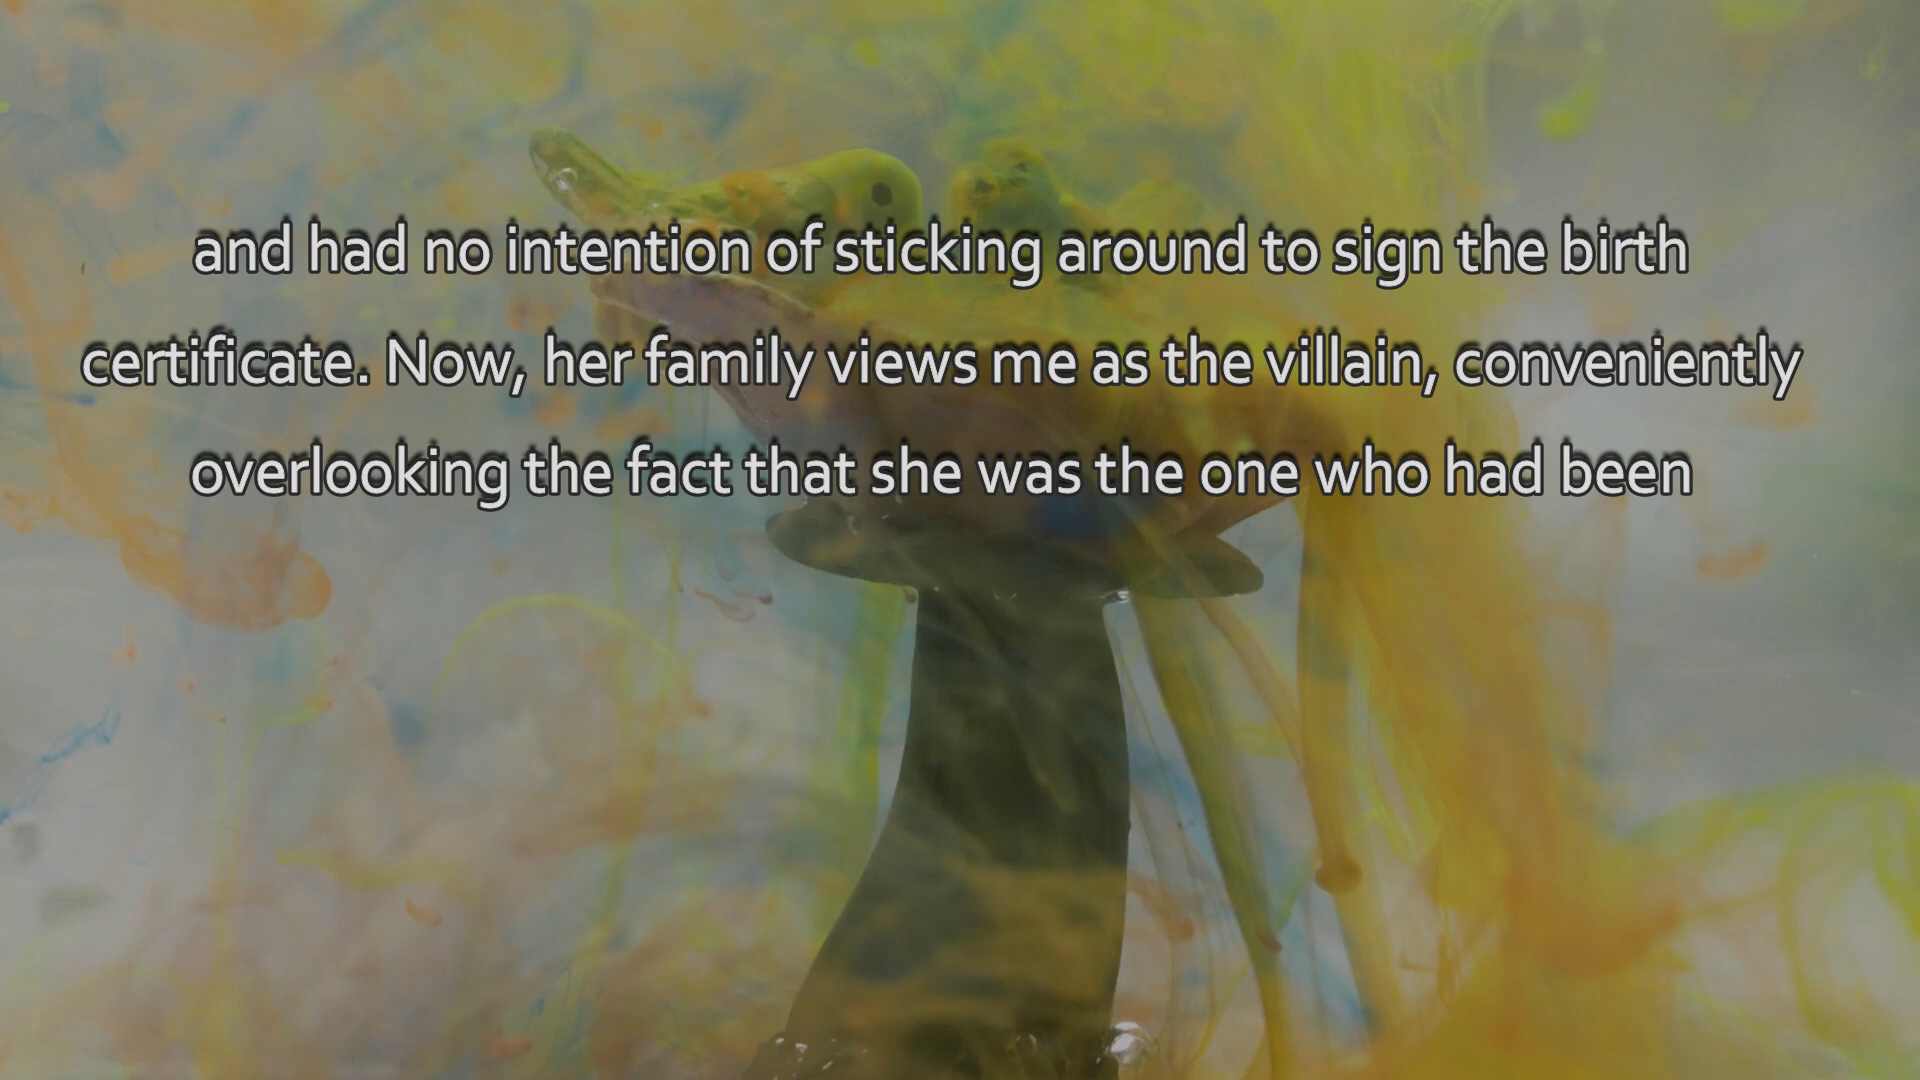 and had no intention of sticking around to sign the birth
certificate. Now, her family views me as the villain, conveniently
overlooking the fact that she was the one who had been